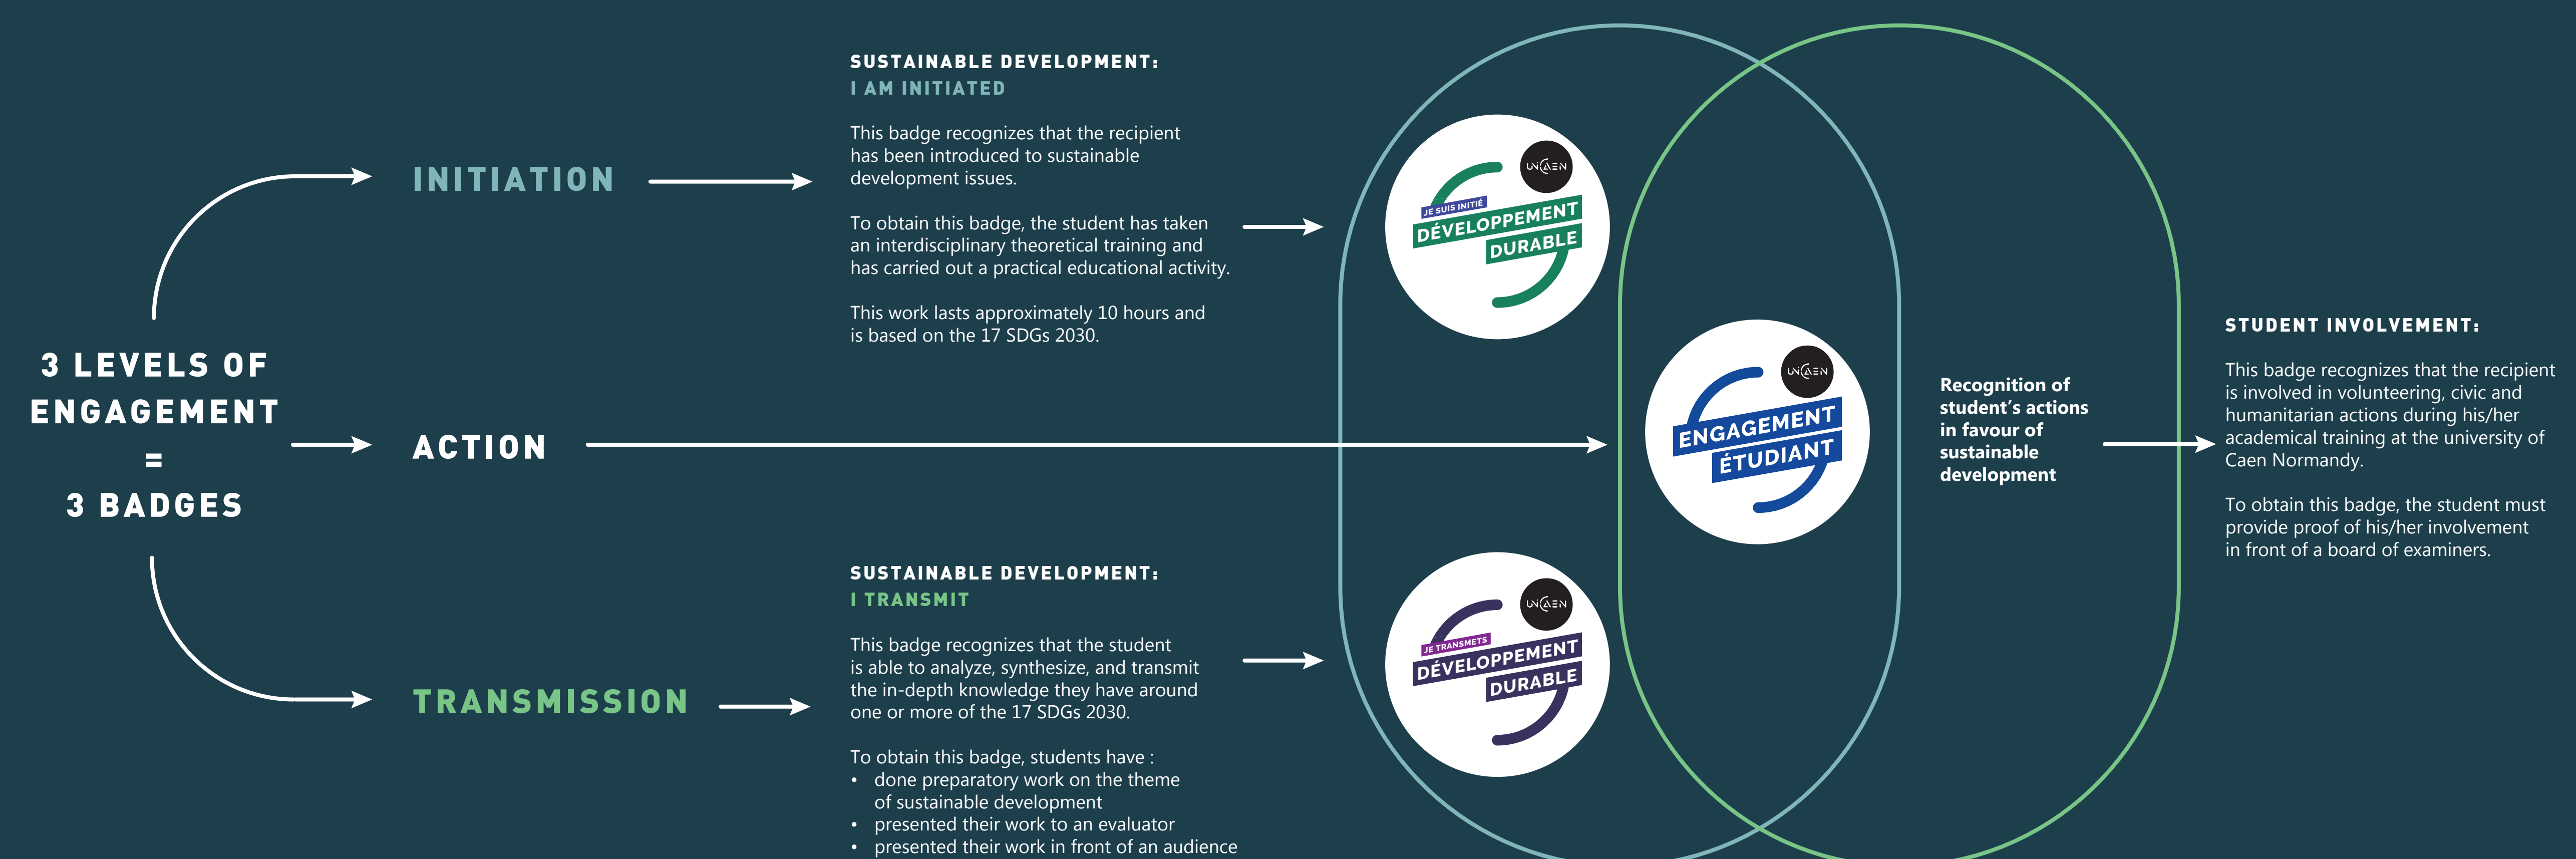 3 LEVELS OF
ENGAGEMENT
=
3 BADGES
INITIATION
SUSTAINABLE DEVELOPMENT:
I AM INITIATED
This badge recognizes that the recipient
has been introduced to sustainable
development issues.
To obtain this badge, the student has taken
an interdisciplinary theoretical training and
has carried out a practical educational activity.
This work lasts approximately 10 hours and
is based on the 17 SDGs 2030.
UNICAEN
JE SUIS INITIÉ
DÉVELOPPEMENT
DURABLE
ACTION
UNICAEN
ENGAGEMENT
ÉTUDIANT
Recognition of
student’s actions
in favour of
sustainable
development
STUDENT INVOLVEMENT:
This badge recognizes that the recipient
is involved in volunteering, civic and
humanitarian actions during his/her
academical training at the university of
Caen Normandy.
To obtain this badge, the student must
provide proof of his/her involvement
in front of a board of examiners.
TRANSMISSION
SUSTAINABLE DEVELOPMENT:
I TRANSMIT
This badge recognizes that the student
is able to analyze, synthesize, and transmit
the in-depth knowledge they have around
one or more of the 17 SDGs 2030.
To obtain this badge, students have :
• done preparatory work on the theme
of sustainable development
• presented their work to an evaluator
• presented their work in front of an audience
UNICAEN
JE TRANSMETS
DÉVELOPPEMENT
DURABLE